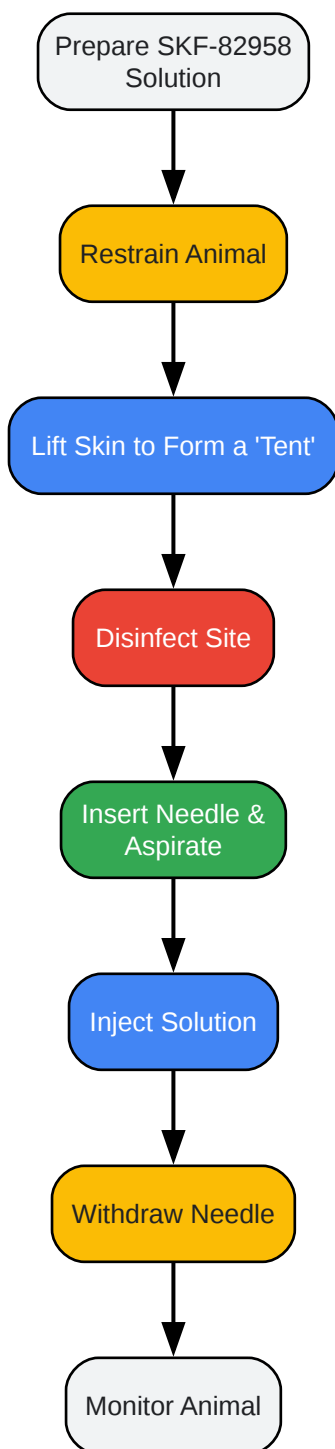 Prepare SKF-82958
Solution
Restrain Animal
Lift Skin to Form a 'Tent'
Disinfect Site
Insert Needle &
Aspirate
Inject Solution
Withdraw Needle
Monitor Animal